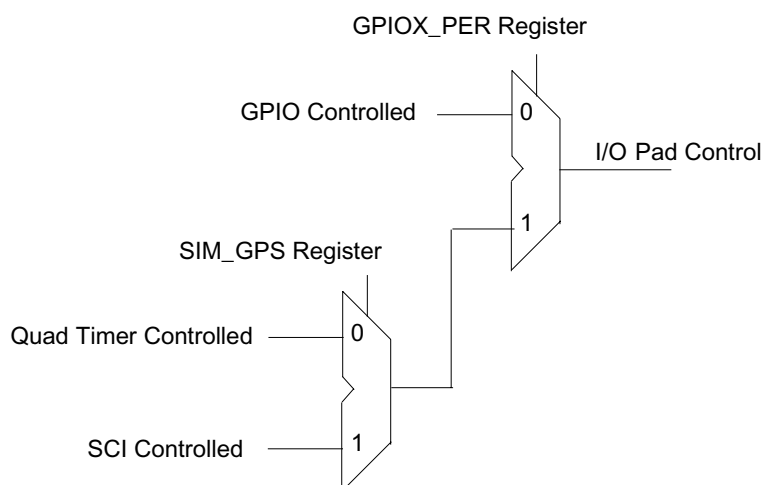 GPIOX_PER Register
GPIO Controlled
0
I/O Pad Control
1
SIM_GPS Register
Quad Timer Controlled
0
SCI Controlled
1